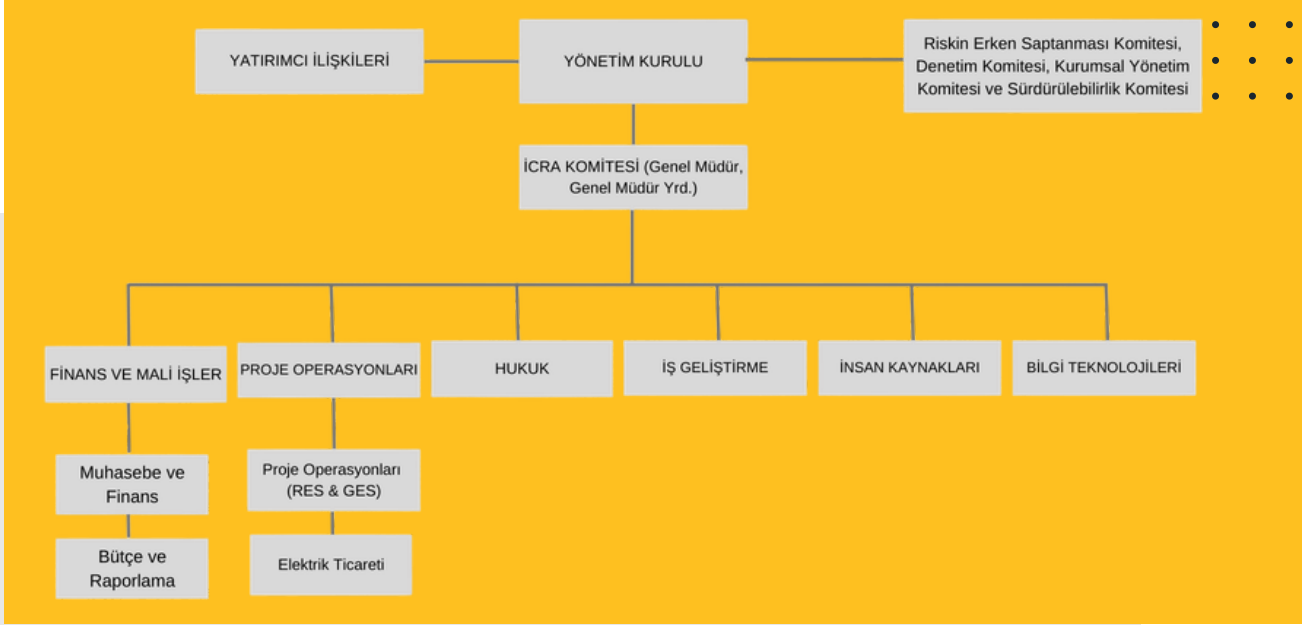 YATIRIMCI İLİŞKİLERİ
YÖNETİM KURULU
Riskin Erken Saptanması Komitesi,
Denetim Komitesi, Kurumsal Yönetim
Komitesi ve Sürdürülebilirlik Komitesi
İCRA KOMİTESİ (Genel Müdür,
Genel Müdür Yrd.)
FİNANS VE MALİ İŞLER
PROJE OPERASYONLARI
HUKUK
İŞ GELİŞTİRME
İNSAN KAYNAKLARI
BİLGİ TEKNOLOJİLERİ
Muhasebe ve
Finans
Proje Operasyonları
(RES & GES)
Bütçe ve
Raporlama
Elektrik Ticareti